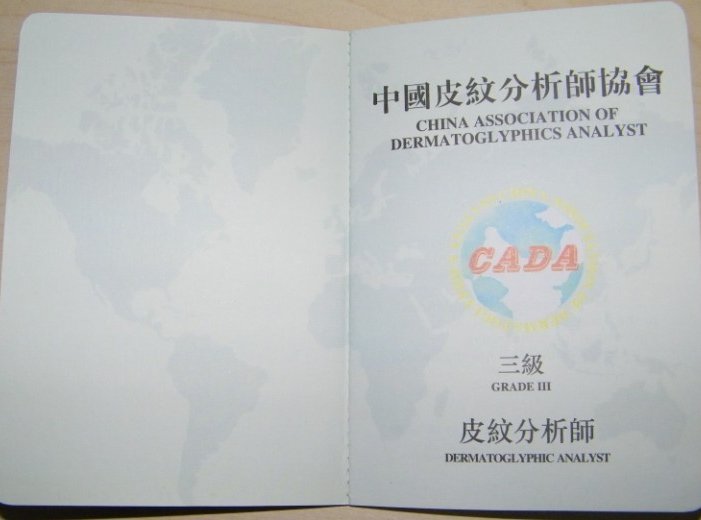 中國皮紋分析師協會
CHINA ASSOCIATION OF
DERMATOGLYPHICS ANALYST
CADA
三級
GRADE III
皮紋分析師
DERMATOGLYPHIC ANALYST